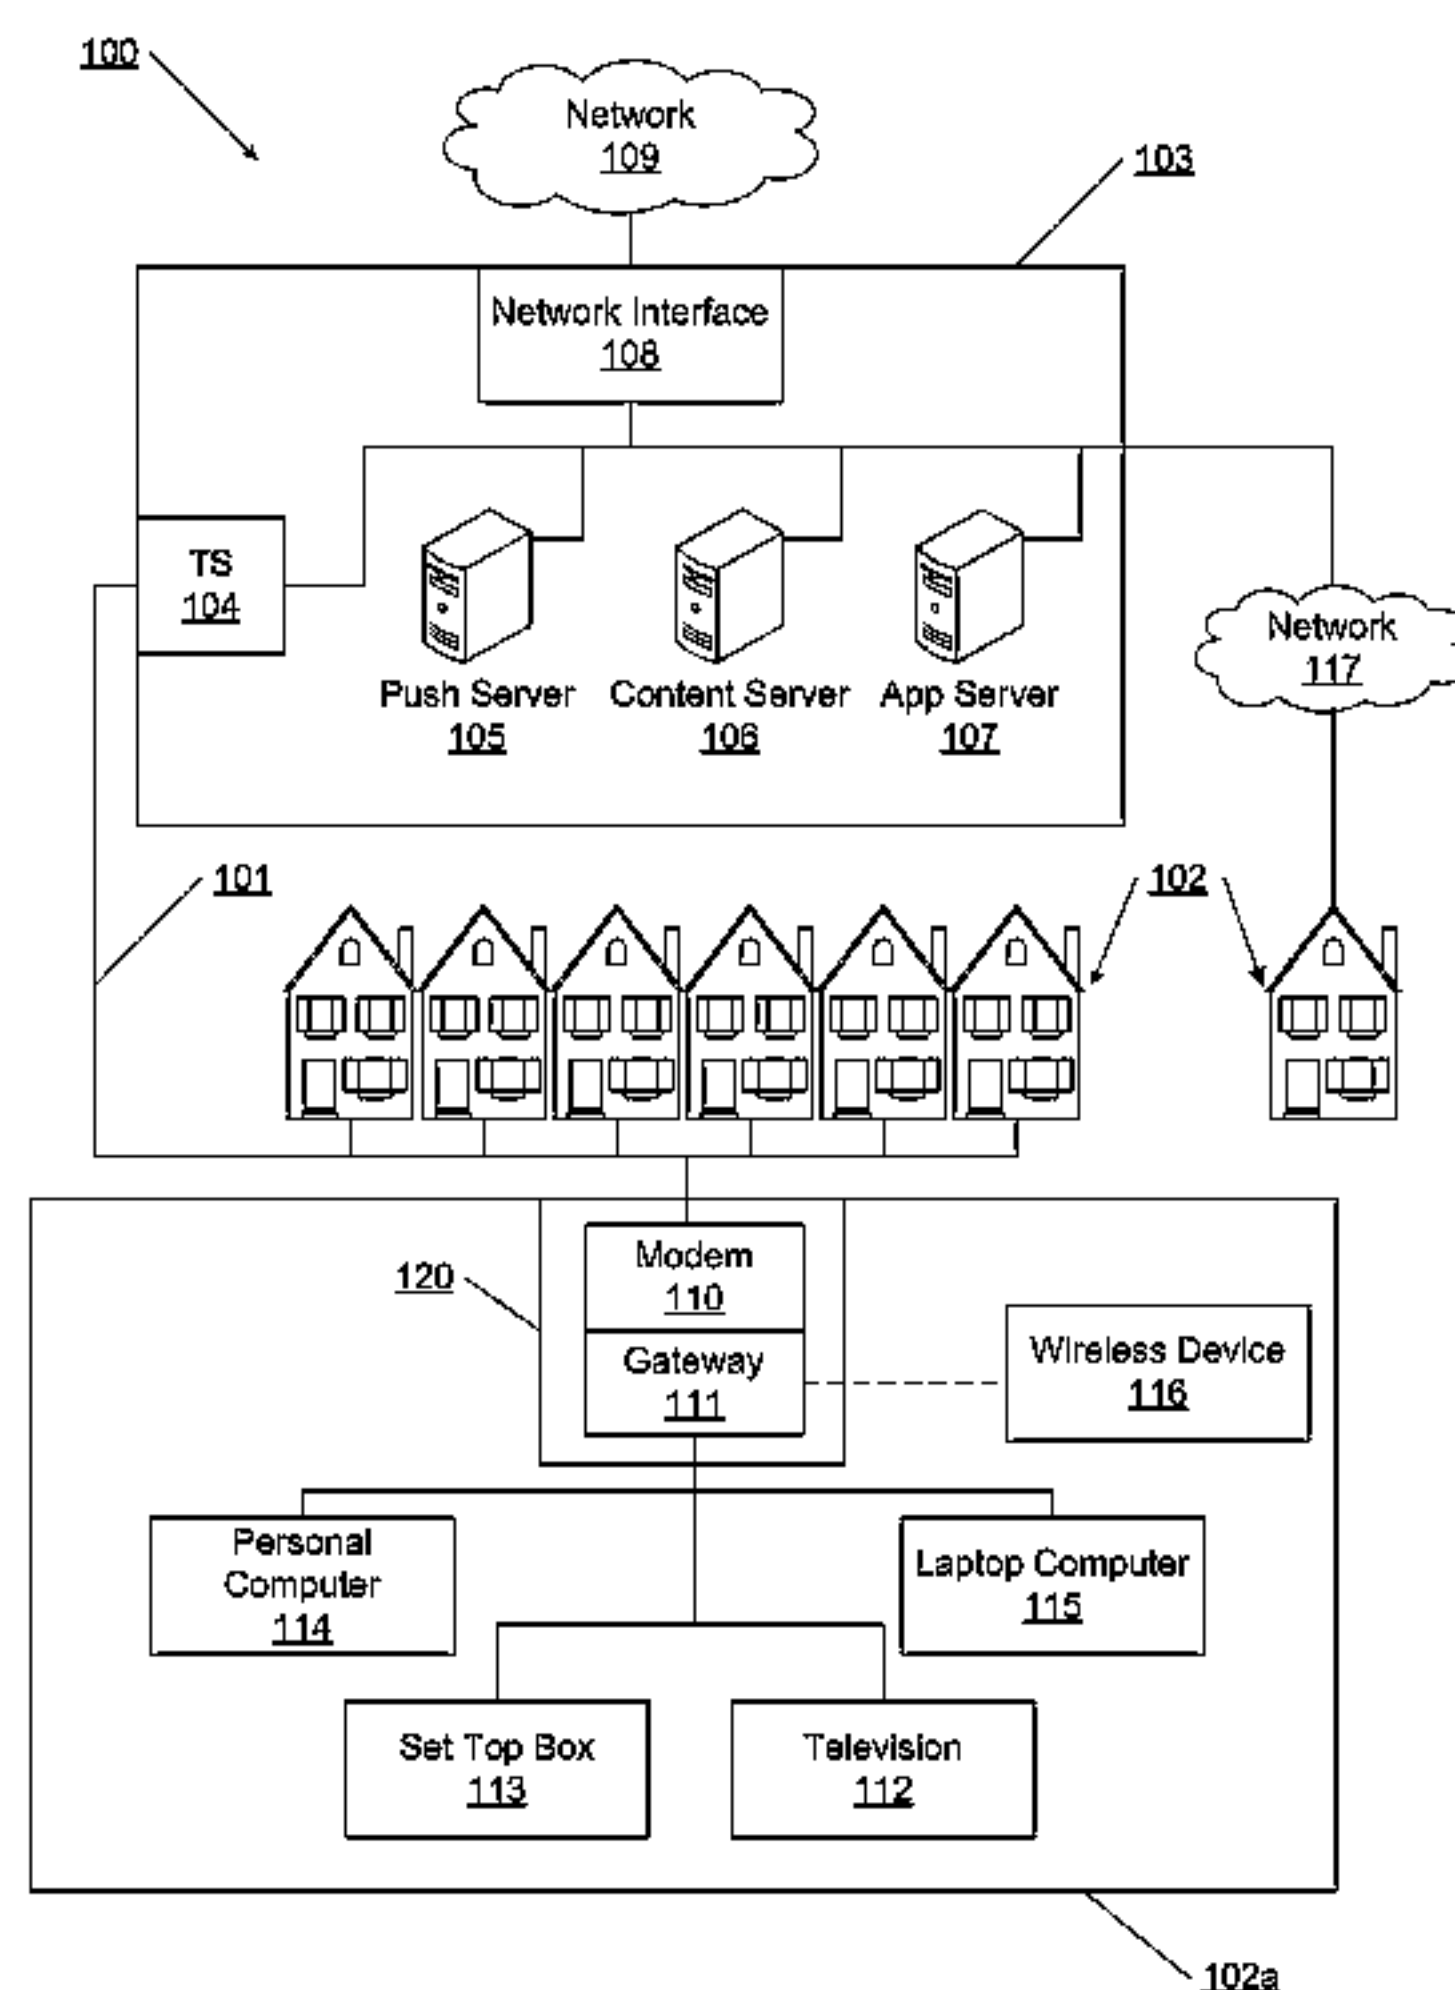 100
Network
109
103
Network Interface
108
TS
104
Push Server
105
Content Server
106
App Server
107
Network
117
101
102
120
Modem
110
Gateway
111
Wireless Device
116
Personal
Computer
114
Laptop Computer
115
Set Top Box
113
Television
112
102a